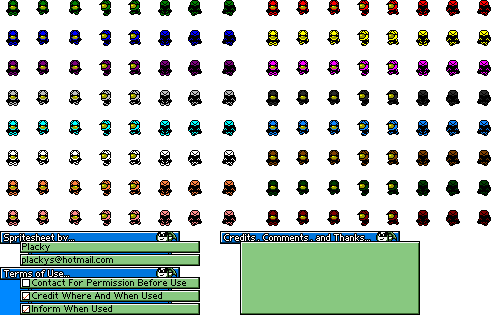 Spritesheet by...
Placky
plackys@hotmail.com
Terms of Use...
Contact For Permission Before Use
Credit Where And When Used
Inform When Used
Credits, Comments, and Thanks...